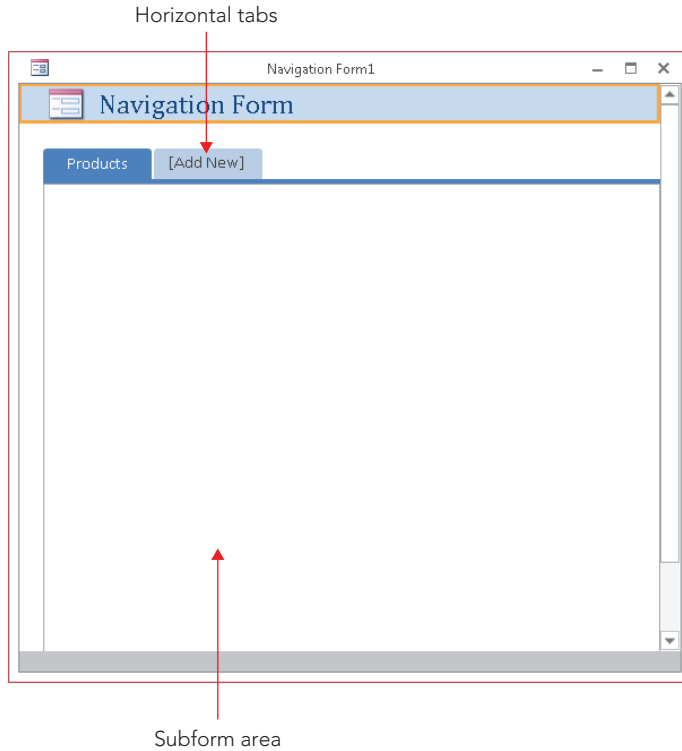 Horizontal tabs
Navigation Form1
Navigation Form
Products [Add New]
Subform area